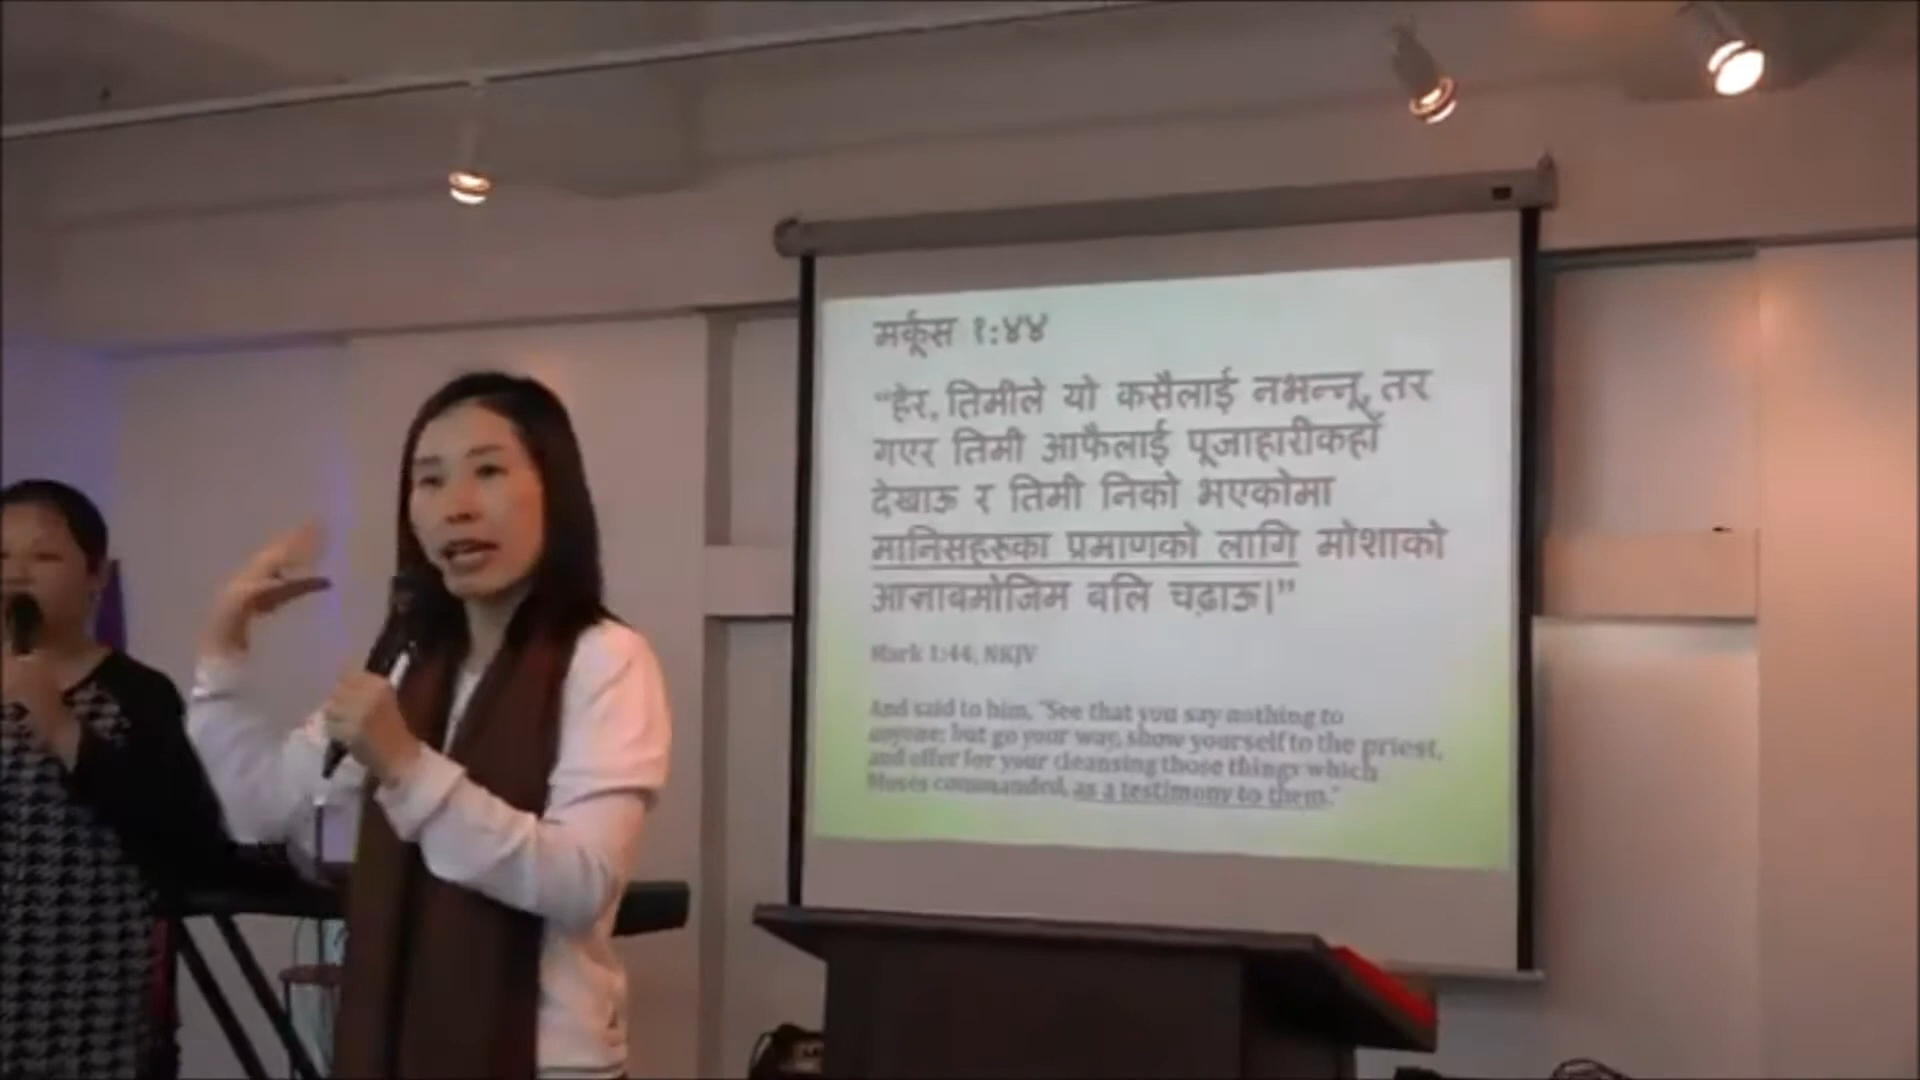 मर्कूस १:४४
“हेर, तिमीले यो कसैलाई नभन्नू, तर
गएर तिमी आफैलाई पूजाहारीकहाँ
देखाऊ र तिमी निको भएकोमा
मानिसहरुका प्रमाणको लागि मोशाको
आज्ञाबमोजिम बलि चढ़ाऊ|”
Mark 1:44, NKJV
And said to him, "See that you say nothing to
anyone; but go your way, show yourself to the priest,
and offer for your cleansing those things which
Moses commanded, as a testimony to them."